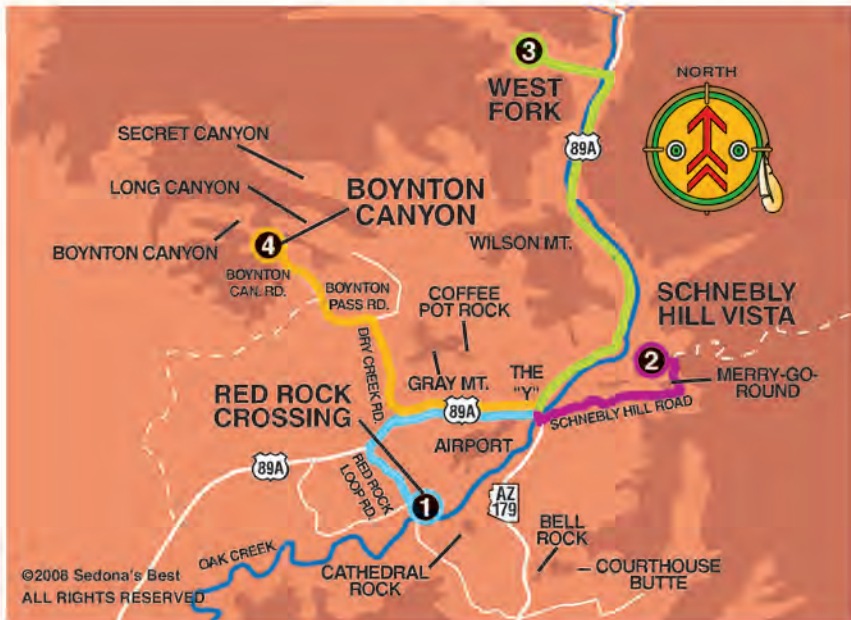 3
WEST
FORK
NORTH
89A
SECRET CANYON
LONG CANYON
BOYNTON
CANYON
BOYNTON CANYON
4
BOYNTON
CAN. RD.
BOYNTON
PASS RD.
WILSON MT.
COFFEE
POT ROCK
SCHNEBLY
HILL VISTA
2
MERRY-GO-
ROUND
DRY CREEK RD.
GRAY MT.
THE
"Y"
RED ROCK
CROSSING
89A
SCHNEBLY HILL ROAD
AIRPORT
89A
RED ROCK
LOOP RD.
1
AZ
179
BELL
ROCK
OAK CREEK
CATHEDRAL
ROCK
COURTHOUSE
BUTTE
©2008 Sedona's Best
ALL RIGHTS RESERVED